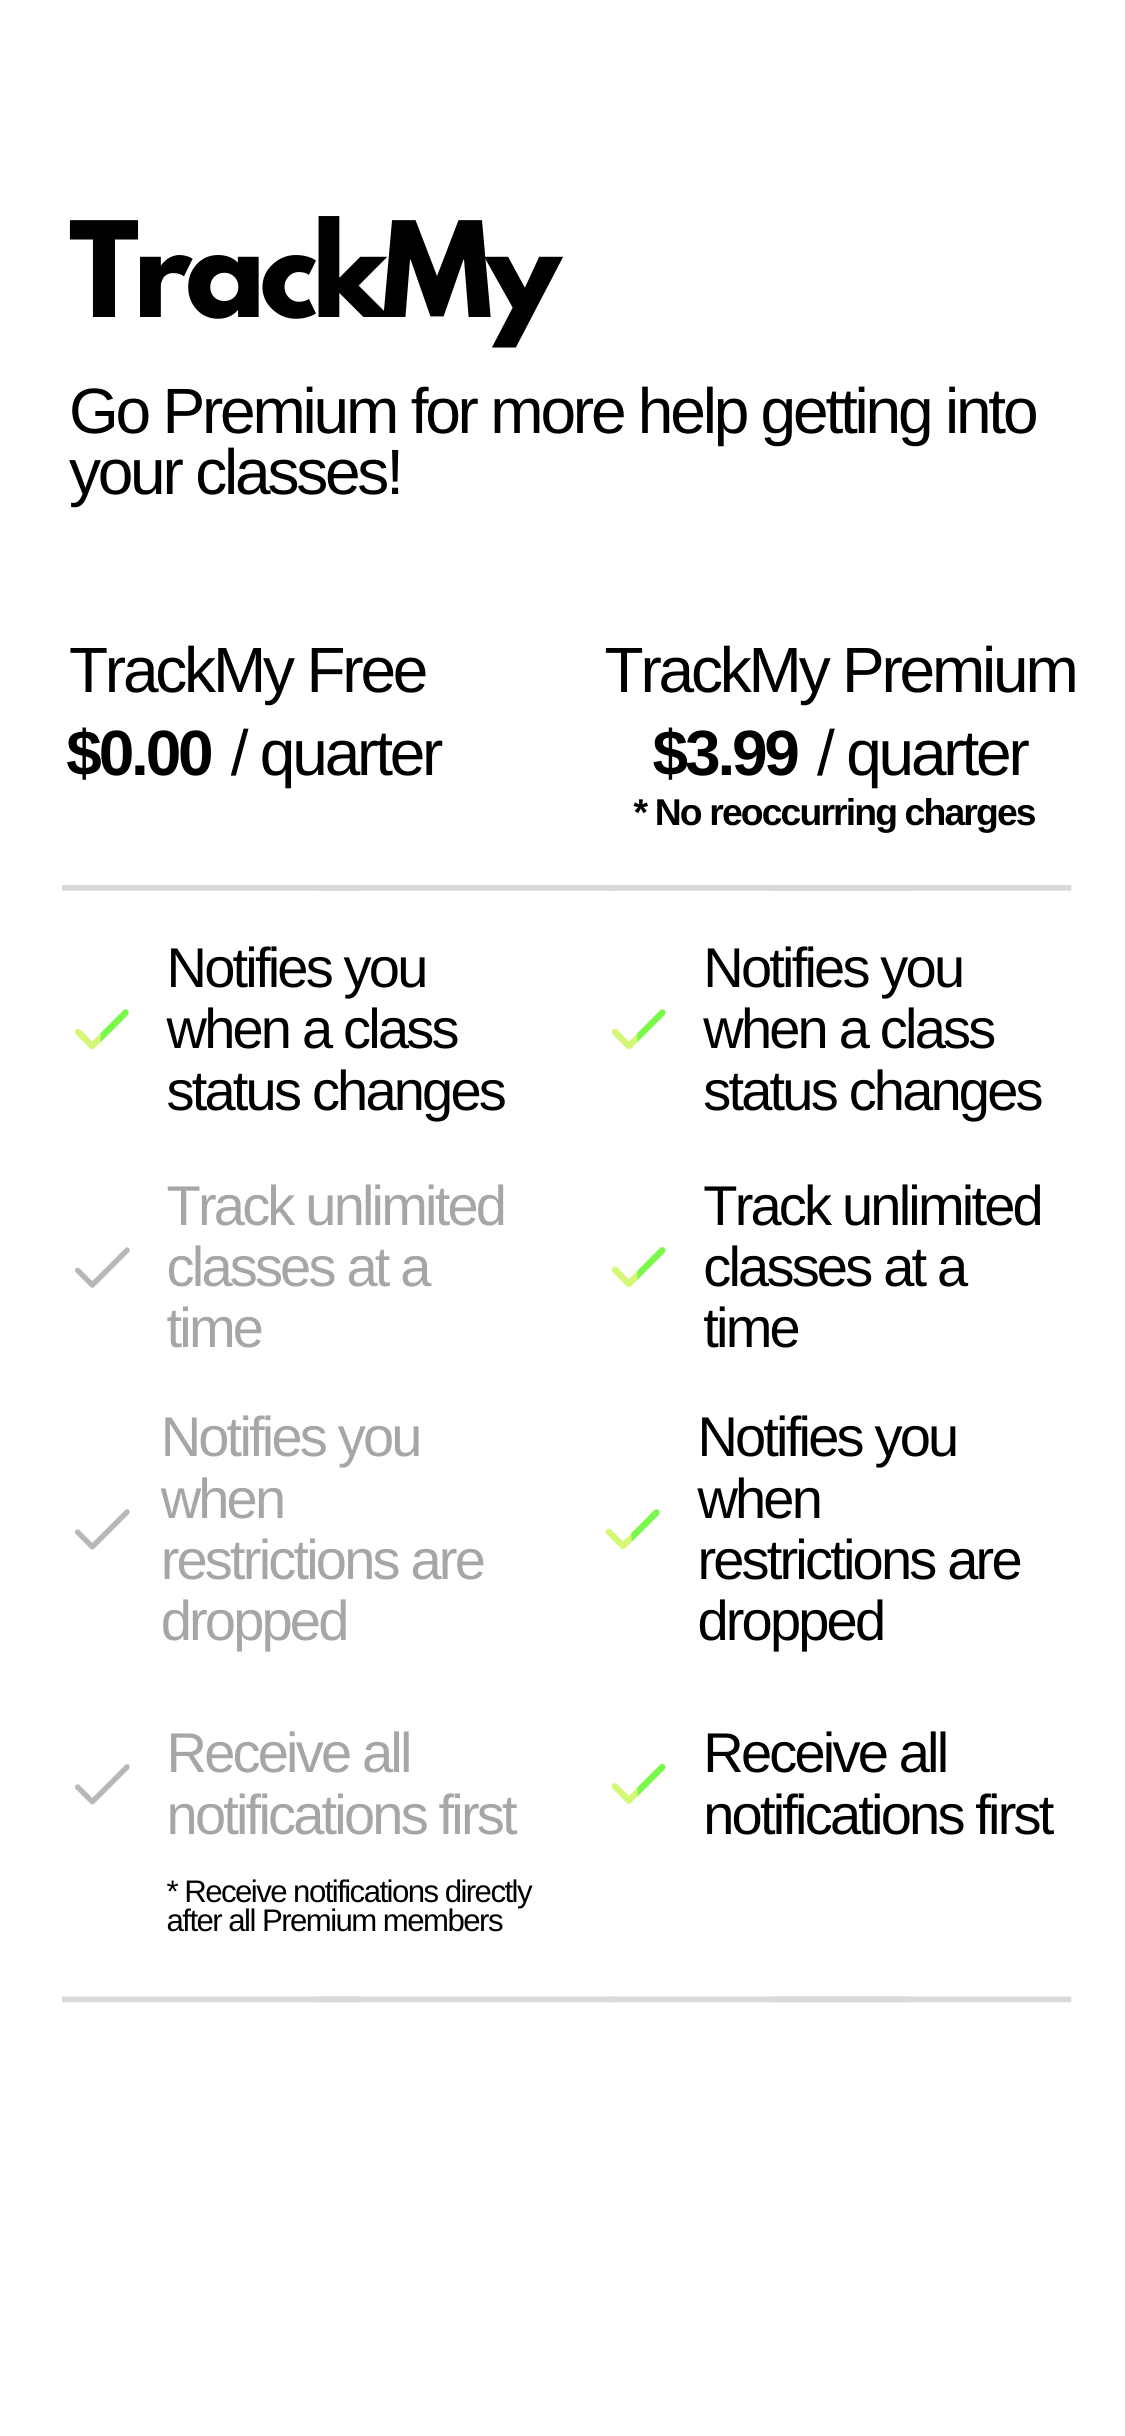 TrackMy
Go Premium for more help getting into
your classes!
TrackMy Free
$0.00 / quarter
TrackMy Premium
$3.99 / quarter
* No reoccurring charges
Notifies you
when a class
status changes
Notifies you
when a class
status changes
Track unlimited
classes at a
time
Track unlimited
classes at a
time
Notifies you
when
restrictions are
dropped
Notifies you
when
restrictions are
dropped
Receive all
notifications first
* Receive notifications directly
after all Premium members
Receive all
notifications first